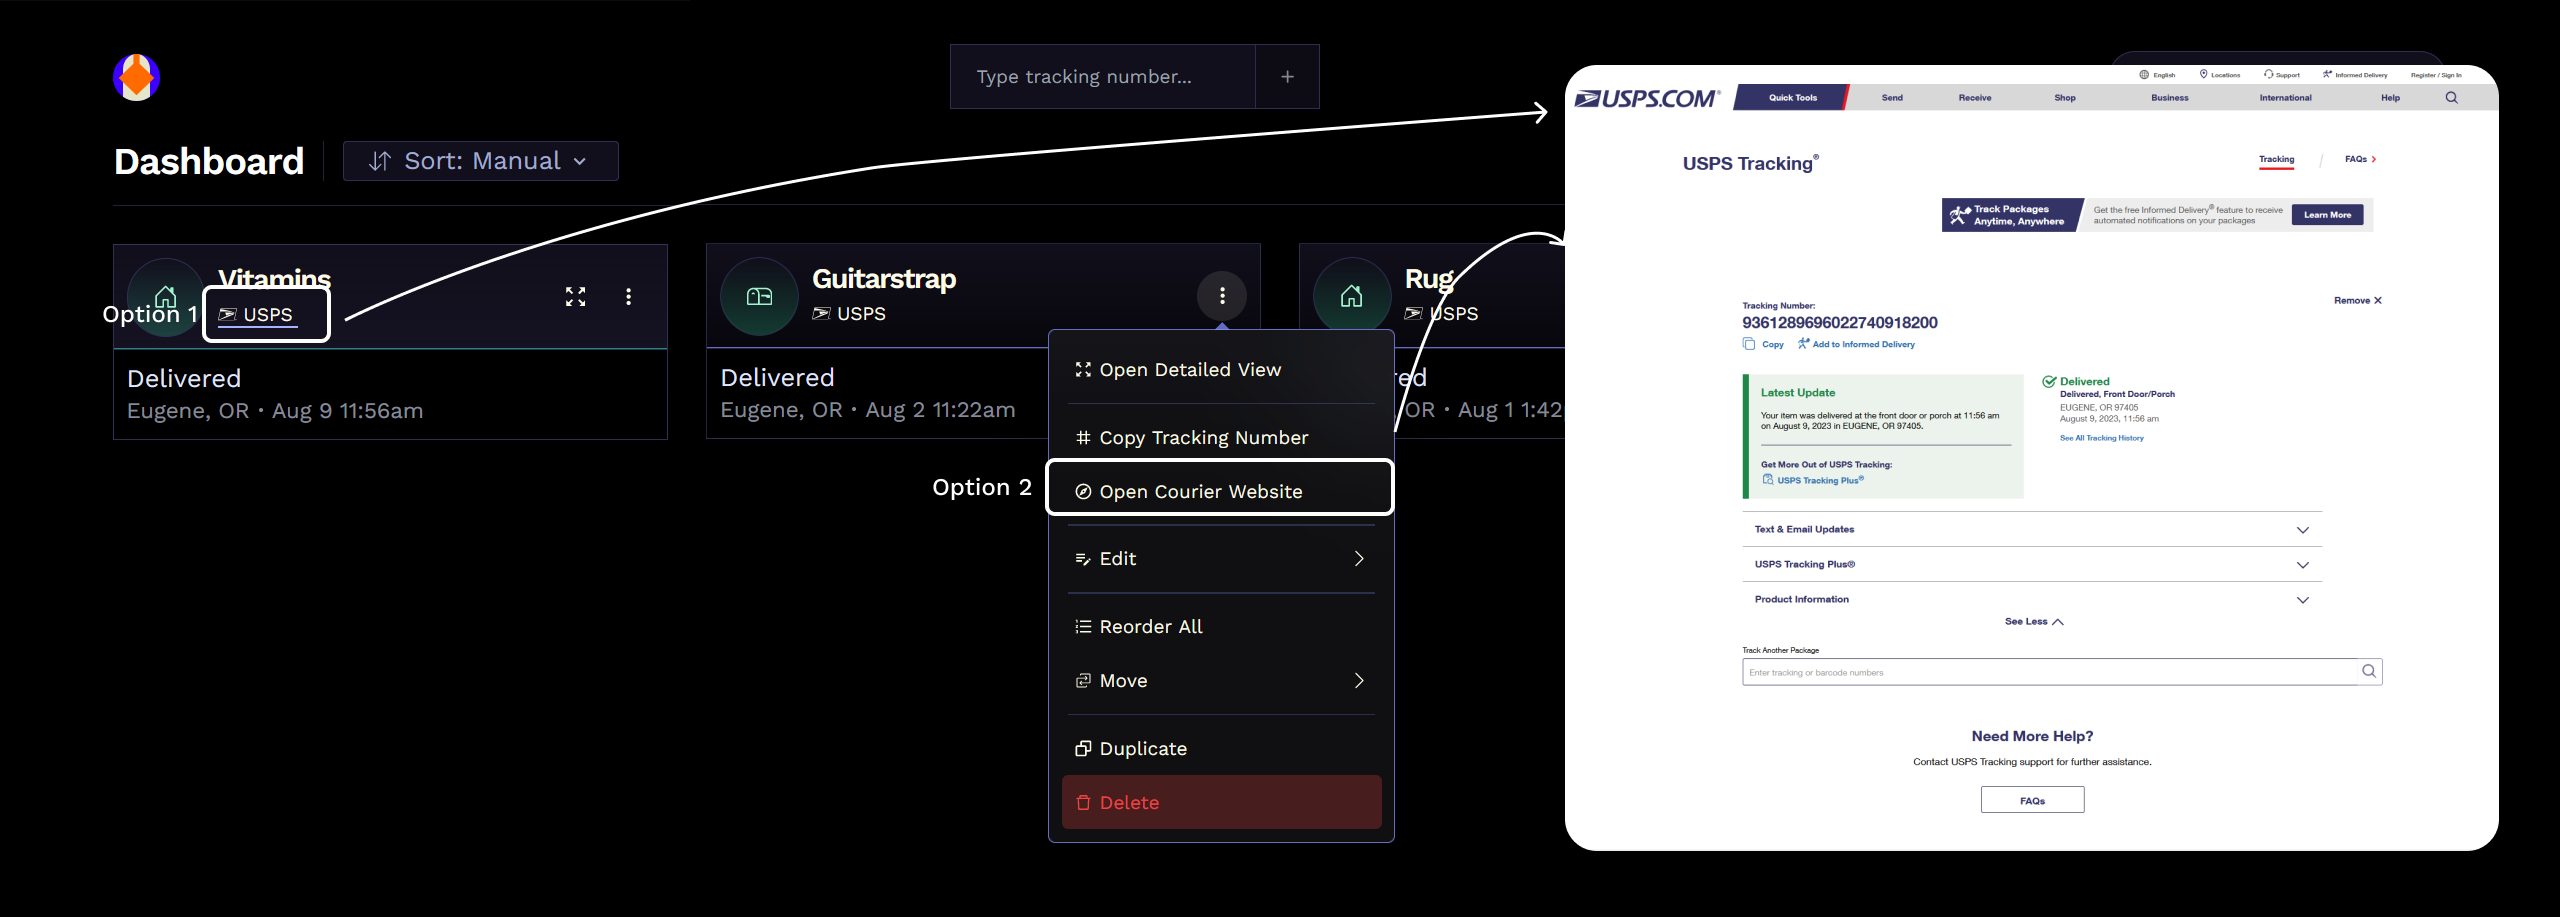 Type tracking number...
+
Dashboard
Sort: Manual
Option 1
Vitamins
USPS
Delivered
Eugene, OR • Aug 9 11:56am
Guitarstrap
USPS
Delivered
Eugene, OR • Aug 2 11:22am
Rug
USPS
ed
OR • Aug 1 1:42
Open Detailed View
Copy Tracking Number
Option 2
Open Courier Website
Edit
Reorder All
Move
Duplicate
Delete
English
Locations
Support
Informed Delivery
Register / Sign In
USPS.COM®
Quick Tools
Send
Receive
Shop
Business
International
Help
USPS Tracking®
Tracking
FAQs
Track Packages
Anytime, Anywhere
Get the free Informed Delivery® feature to receive
automated notifications on your packages
Learn More
Tracking Number:
Remove X
9361289696022740918200
Copy
Add to Informed Delivery
Latest Update
Your item was delivered at the front door or porch at 11:56 am
on August 9, 2023 in EUGENE, OR 97405.
Get More Out of USPS Tracking:
USPS Tracking Plus®
Delivered
Delivered, Front Door/Porch
EUGENE, OR 97405
August 9, 2023, 11:56 am
See All Tracking History
Text & Email Updates
USPS Tracking Plus®
Product Information
See Less
Track Another Package
Enter tracking or barcode numbers
Need More Help?
Contact USPS Tracking support for further assistance.
FAQs